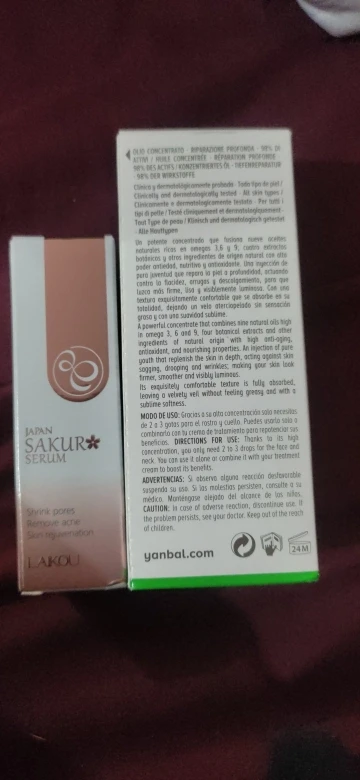 JAPAN
SAKUR
SERUM
Shrink pores
Remove acne
Skin rejuvenation
LAIKOU
OLIO CONCENTRATO - RIPARAZIONE PROFONDA - 98% DI
ATTIVI / HUILE CONCENTRÉE - RÉPARATION PROFONDE -
98% DES ACTIFS / KONZENTRIERTES ÖL - TIEFENREPARATUR
- 98% DER WIRKSTOFFE
Clínica y dermatológicamente probado - Todo tipo de piel /
Clinically and dermatologically tested - All skin types /
Clinicamente e dermatologicamente testato - Per tutti i
tipi di pelle / Testé cliniquement et dermatologiquement -
Tout Type de peau / Klinisch und dermatologisch getestet
- Alle Hauttypen
Un potente concentrado que fusiona nueve aceites
naturales ricos en omegas 3,6 y 9, cuatro extractos
botánicos y otros ingredientes de origen natural con alto
poder antiedad, nutritivo y antioxidante. Una inyección de
pura juventud que repara la piel a profundidad, actuando
contra la flacidez, arrugas y descolgamiento, para que
luzca más firme, lisa y visiblemente luminosa. Con una
textura exquisitamente confortable que se absorbe en su
totalidad, dejando un velo aterciopelado sin sensación
grasa y con una suavidad sublime.
A powerful concentrate that combines nine natural oils high
in omega 3, 6 and 9, four botanical extracts and other
ingredients of natural origin with high anti-aging,
antioxidant, and nourishing properties. An injection of pure
youth that replenish the skin in depth, acting against skin
sagging, drooping and wrinkles; making your skin look
firmer, smoother and visibly luminous.
Its exquisitely comfortable texture is fully absorbed,
leaving a velvety veil without feeling greasy and with a
sublime softness.
MODO DE USO: Gracias a su alta concentración solo necesitas
de 2 a 3 gotas para el rostro y cuello. Puedes usarlo solo o
combinarlo con tu crema de tratamiento para repotenciar sus
beneficios. DIRECTIONS FOR USE: Thanks to its high
concentration, you only need 2 to 3 drops for the face and
neck. You can use it alone or combine it with your treatment
cream to boost its benefits.
ADVERTENCIAS: Si observa alguna reacción desfavorable
suspenda su uso. Si las molestias persisten, consulte a su
médico. Manténgase alejado del alcance de los niños.
CAUTION: In case of adverse reaction, discontinue use. If
the problem persists, see your doctor. Keep out of the reach
of children.
yanbal.com
24M